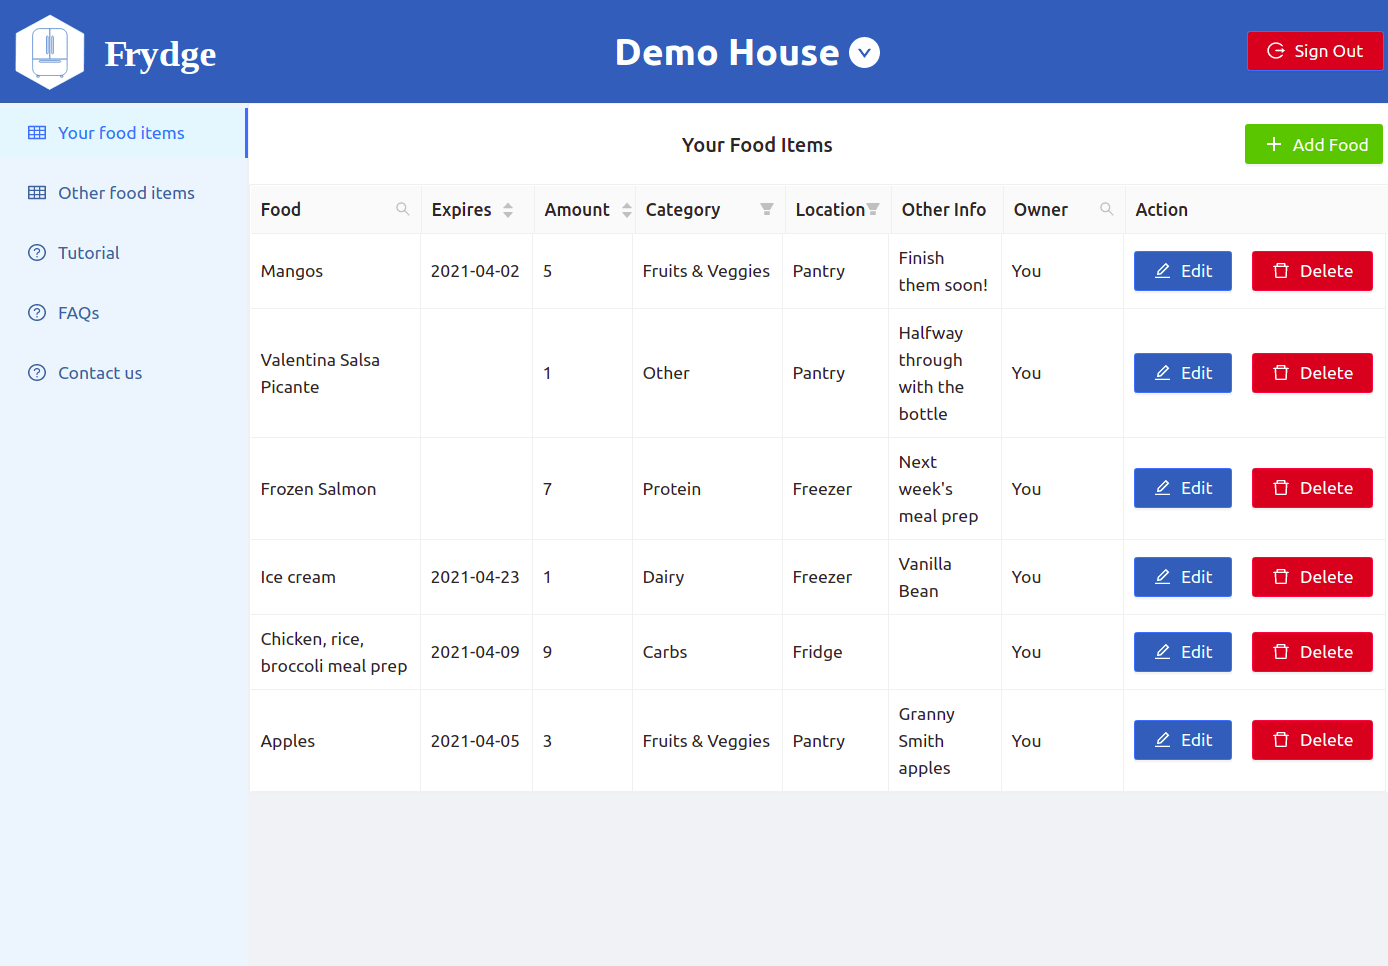 Frydge
Demo House
Sign Out
Your food items
Other food items
Tutorial
FAQs
Contact us
Your Food Items
Add Food
Food Expires Amount Category Location Other Info Owner Action
Mangos 2021-04-02 5 Fruits & Veggies Pantry Finish
them soon! You Edit Delete
Valentina Salsa
Picante 1 Other Pantry Halfway
through
with the
bottle You Edit Delete
Frozen Salmon 7 Protein Freezer Next
week's
meal prep You Edit Delete
Ice cream 2021-04-23 1 Dairy Freezer Vanilla
Bean You Edit Delete
Chicken, rice,
broccoli meal prep 2021-04-09 9 Carbs Fridge You Edit Delete
Apples 2021-04-05 3 Fruits & Veggies Pantry Granny
Smith
apples You Edit Delete